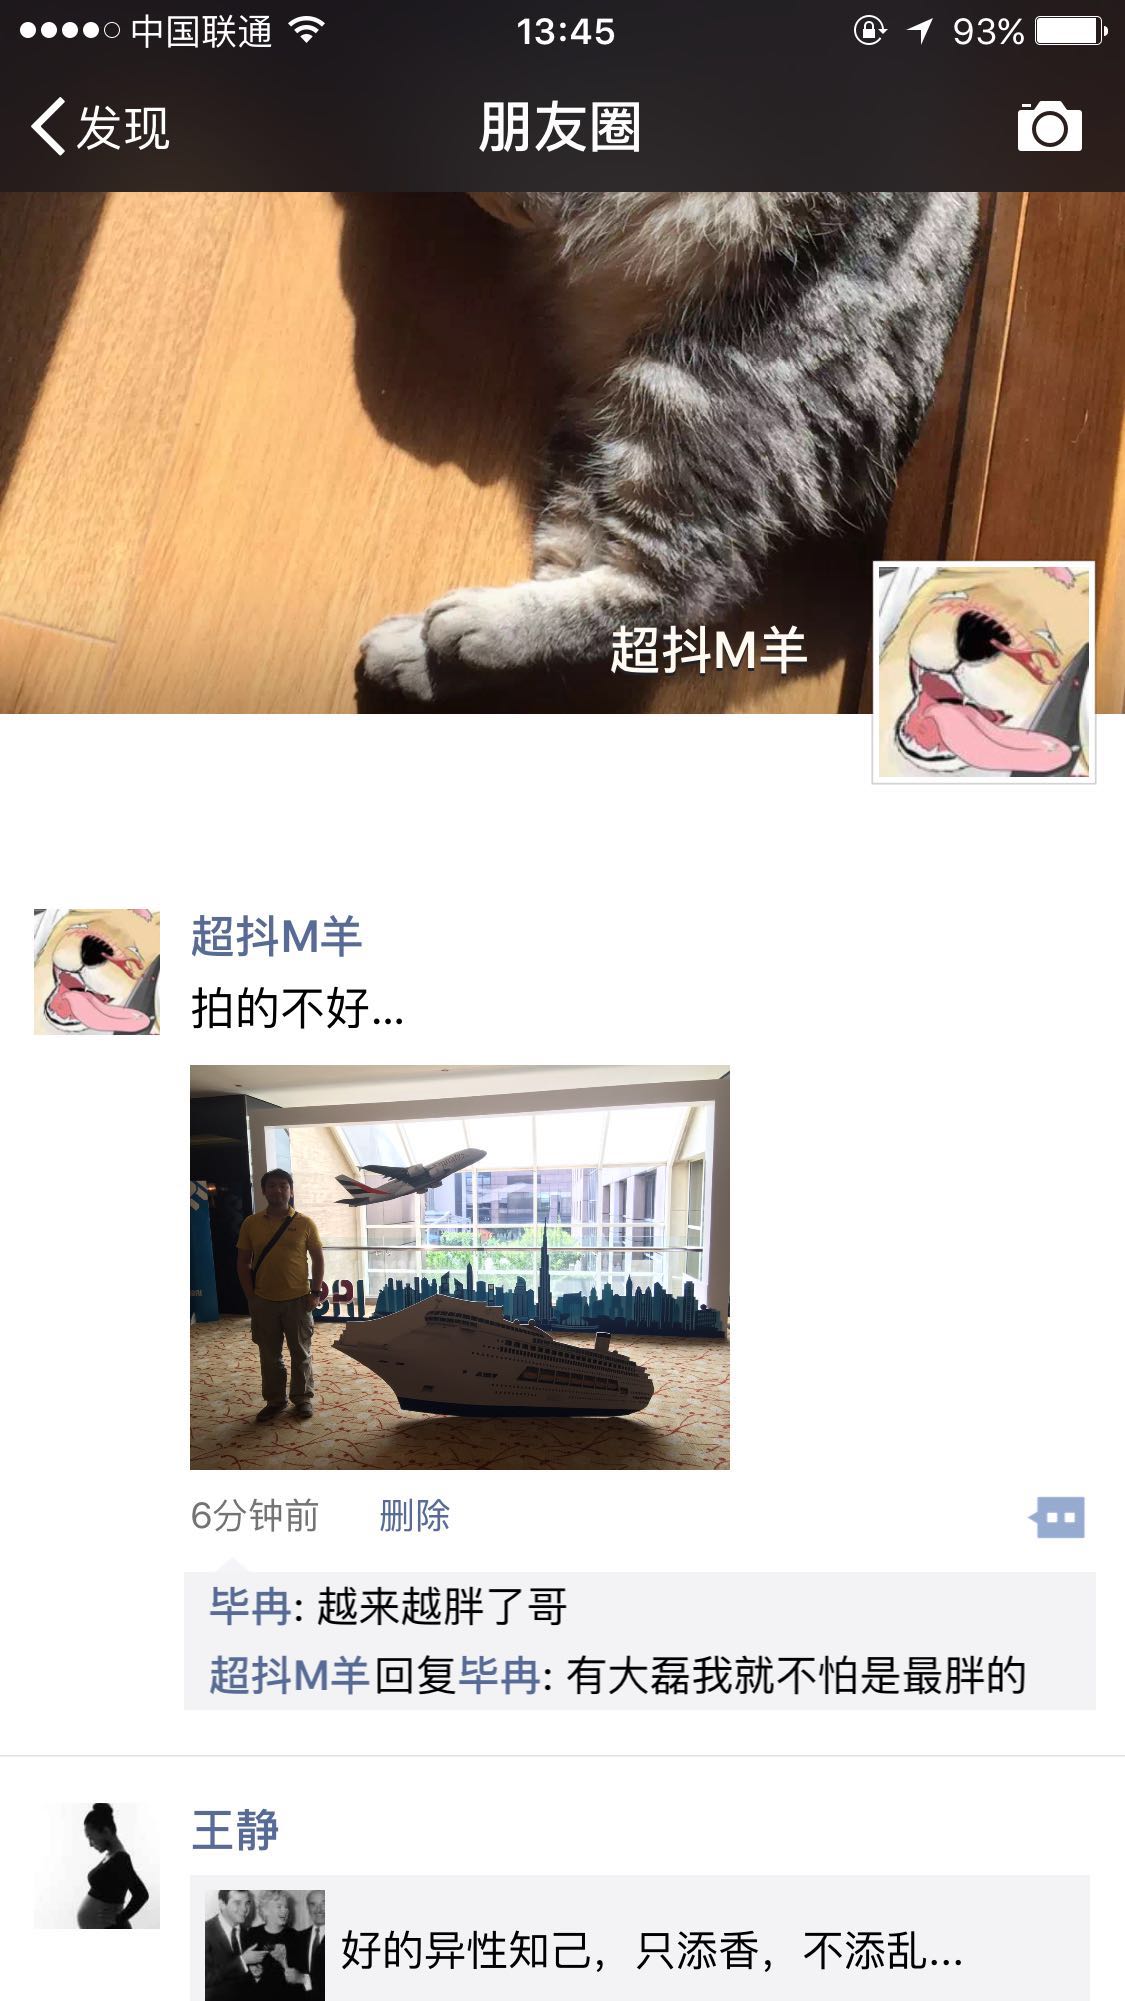 中国联通
13:45
93%
发现
朋友圈
超抖M羊
超抖M羊
拍的不好...
6分钟前
删除
毕冉: 越来越胖了哥
超抖M羊回复毕冉: 有大磊我就不怕是最胖的
王静
好的异性知己，只添香，不添乱...